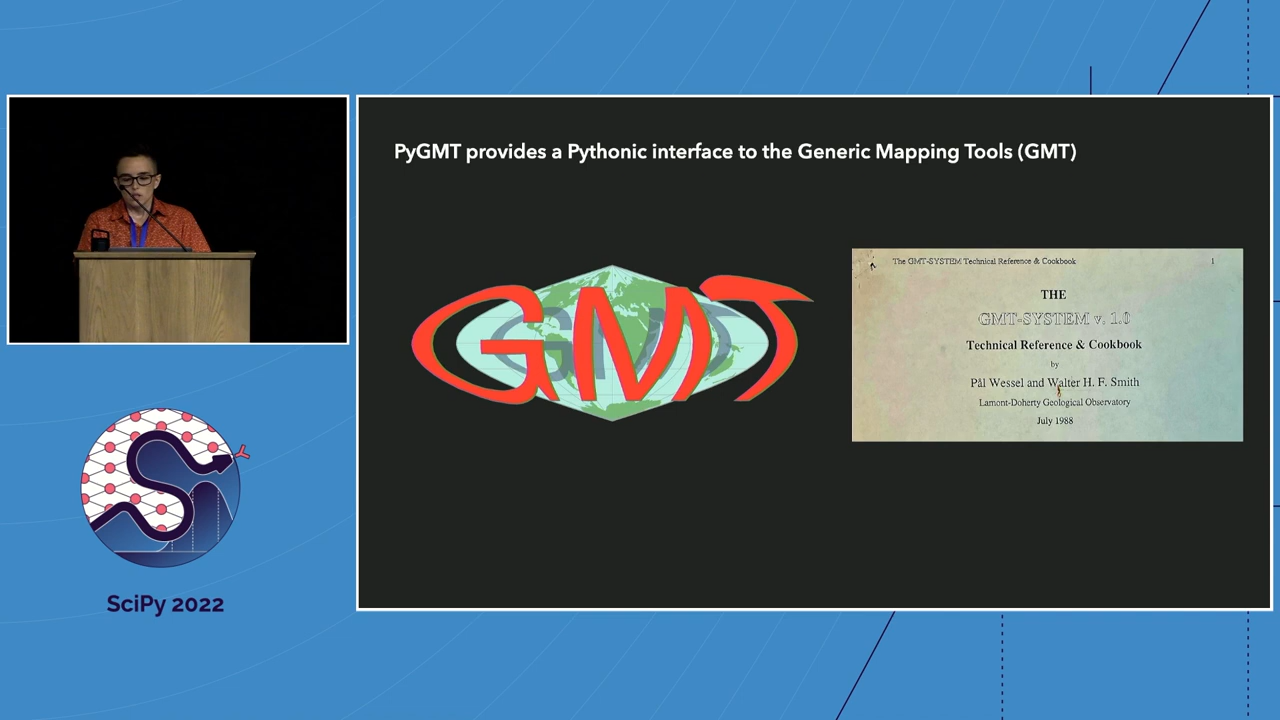 PyGMT provides a Pythonic interface to the Generic Mapping Tools (GMT)
GMT
The GMT-SYSTEM Technical Reference & Cookbook 1
THE
GMT-SYSTEM v. 1.0
Technical Reference & Cookbook
by
Pål Wessel and Walter H. F. Smith
Lamont-Doherty Geological Observatory
July 1988
SciPy 2022